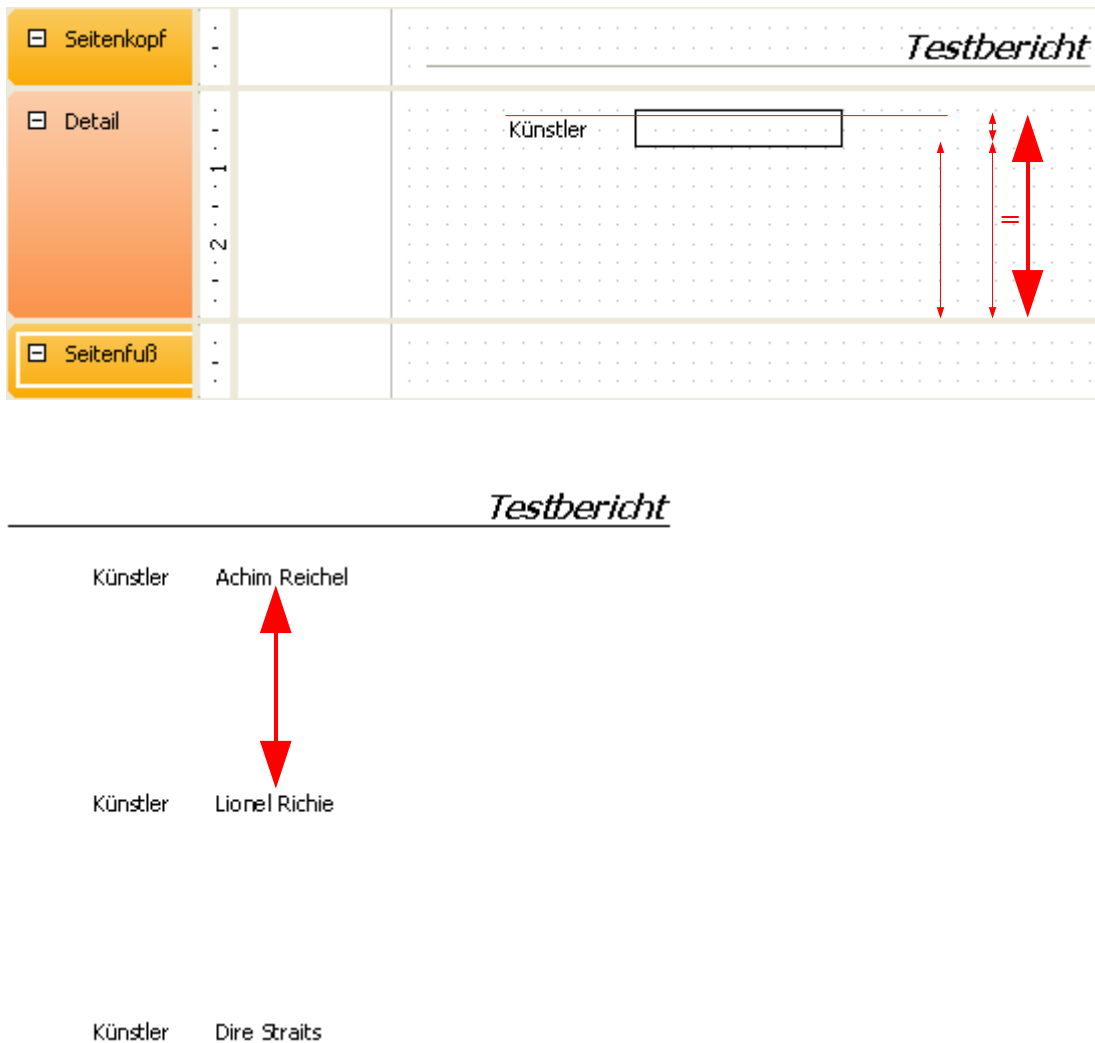 Seitenkopf
Testbericht
Detail
Künstler
1
=
2
Seitenfuß
Testbericht
Künstler Achim Reichel
Künstler Lionel Richie
Künstler Dire Straits